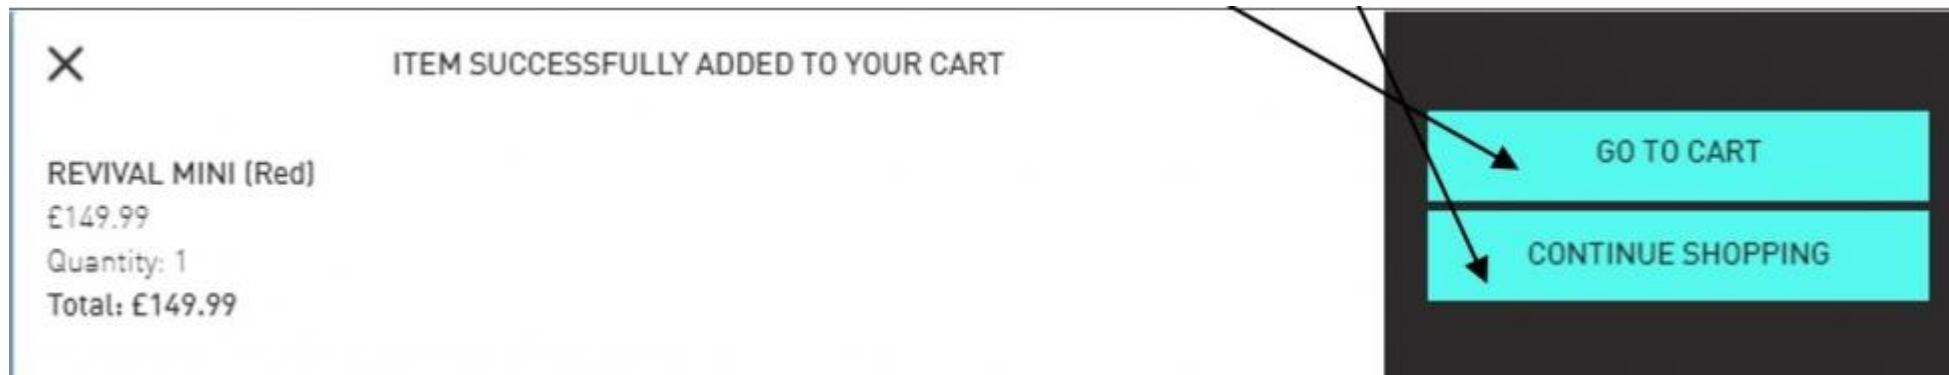 ITEM SUCCESSFULLY ADDED TO YOUR CART
REVIVAL MINI (Red)
£149.99
Quantity: 1
Total: £149.99
GO TO CART
CONTINUE SHOPPING